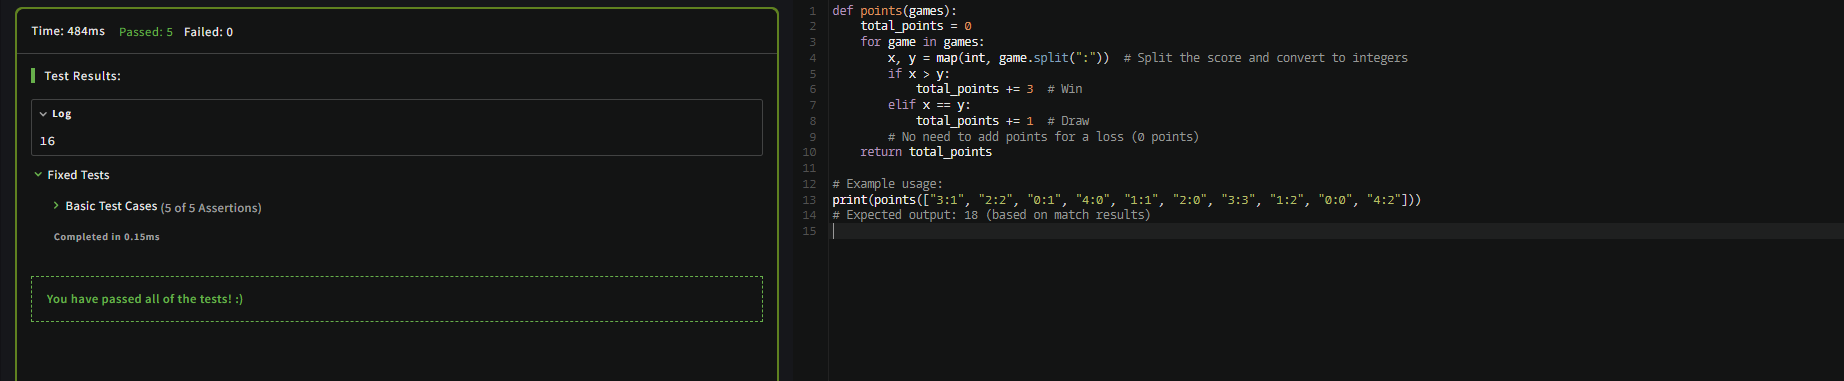 Time: 484ms Passed: 5 Failed: 0
Test Results:
Log
16
Fixed Tests
Basic Test Cases (5 of 5 Assertions)
Completed in 0.15ms
You have passed all of the tests! :)
1 def points(games):
2     total_points = 0
3     for game in games:
4         x, y = map(int, game.split(":"))  # Split the score and convert to integers
5         if x > y:
6             total_points += 3  # Win
7         elif x == y:
8             total_points += 1  # Draw
9         # No need to add points for a loss (0 points)
10     return total_points
11
12 # Example usage:
13 print(points(["3:1", "2:2", "0:1", "4:0", "1:1", "2:0", "3:3", "1:2", "0:0", "4:2"]))
14 # Expected output: 18 (based on match results)
15